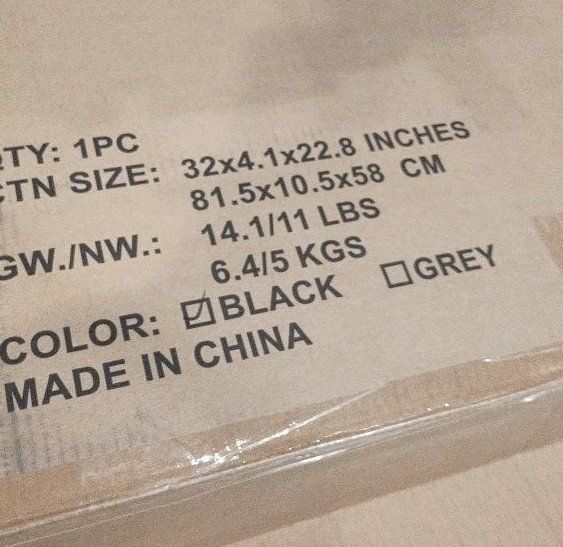 TY: 1PC
CTN SIZE: 32x4.1x22.8 INCHES
81.5x10.5x58 CM
GW./NW.: 14.1/11 LBS
6.4/5 KGS
COLOR: ☑BLACK ☐GREY
MADE IN CHINA